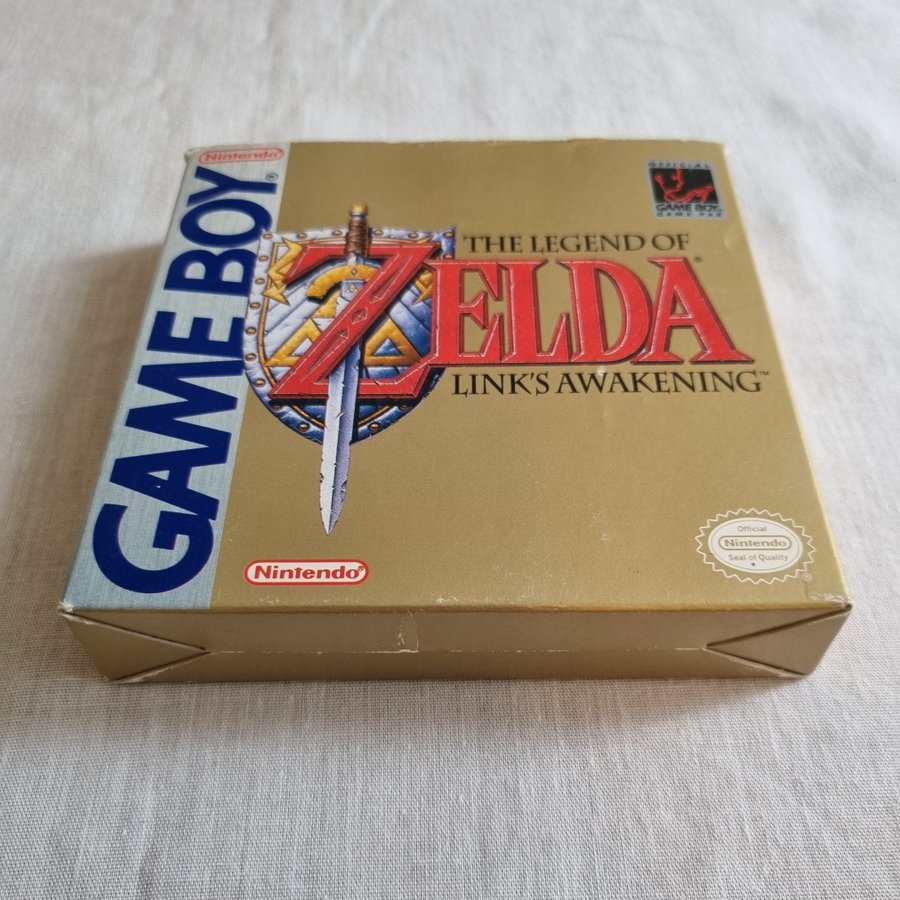 Nintendo®
GAME BOY
OFFICIAL
GAME BOY
GAME PAK
THE LEGEND OF
ZELDA®
LINK'S AWAKENING™
Nintendo®
Official
Nintendo
Seal of Quality
®